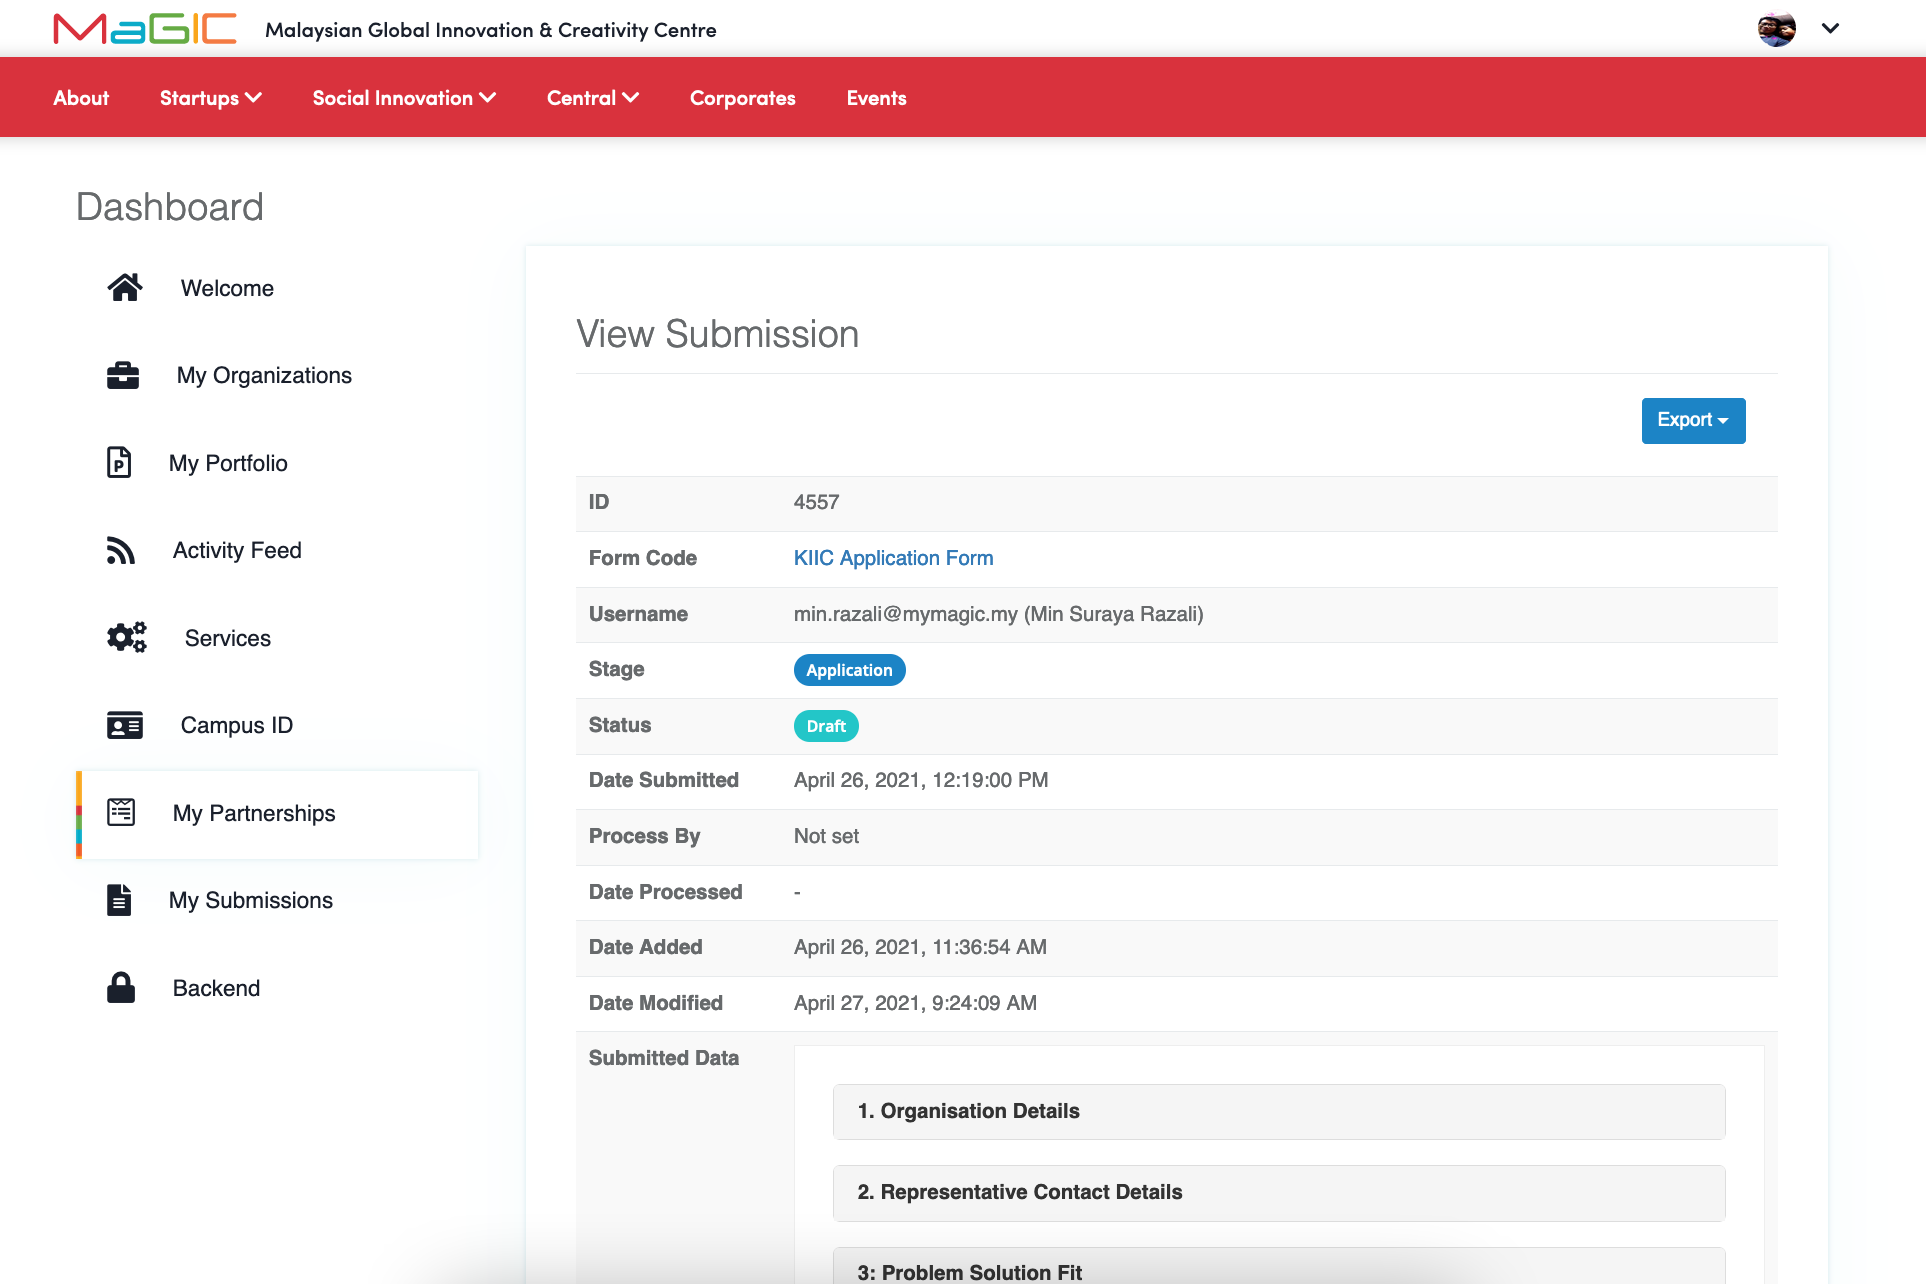 MaGIC Malaysian Global Innovation & Creativity Centre
About Startups Social Innovation Central Corporates Events
Dashboard
Welcome
My Organizations
My Portfolio
Activity Feed
Services
Campus ID
My Partnerships
My Submissions
Backend
View Submission
Export
ID 4557
Form Code KIIC Application Form
Username min.razali@mymagic.my (Min Suraya Razali)
Stage Application
Status Draft
Date Submitted April 26, 2021, 12:19:00 PM
Process By Not set
Date Processed -
Date Added April 26, 2021, 11:36:54 AM
Date Modified April 27, 2021, 9:24:09 AM
Submitted Data
1. Organisation Details
2. Representative Contact Details
3: Problem Solution Fit